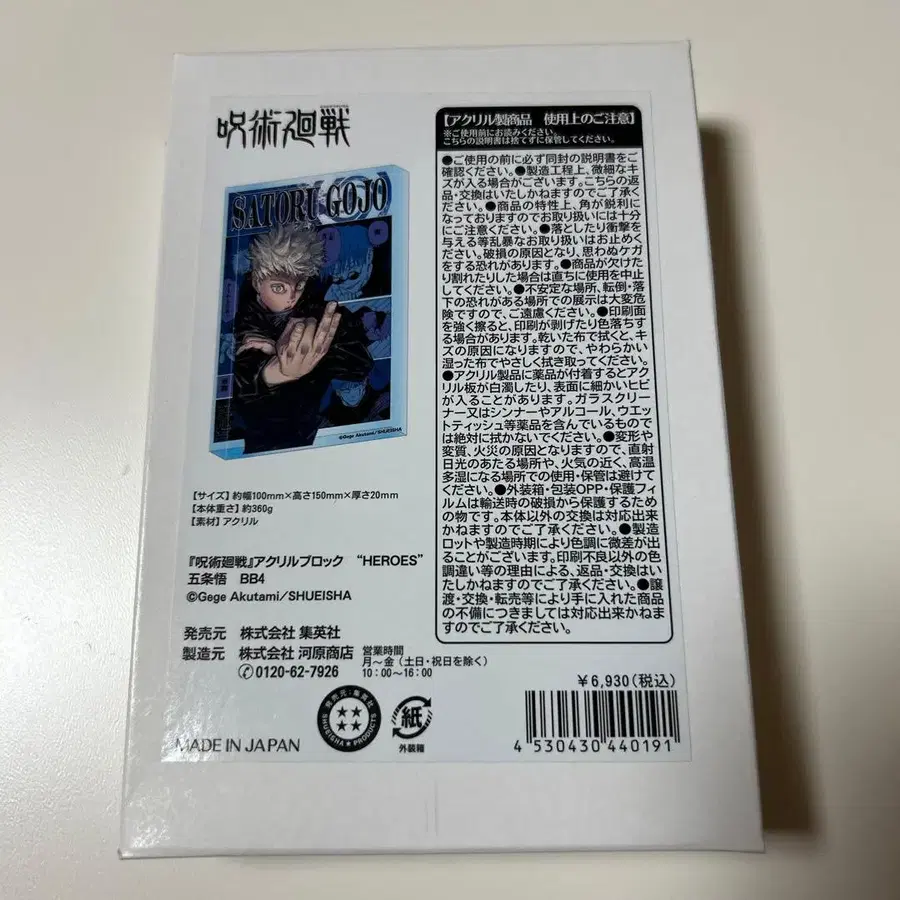 呪術廻戦
SATORU GOJO
©Gege Akutami/SHUEISHA
【サイズ】約幅100mm×高さ150mm×厚さ20mm
【本体重さ】約360g
【素材】アクリル
『呪術廻戦』アクリルブロック “HEROES”
五条悟 BB4
©Gege Akutami/SHUEISHA
発売元 株式会社 集英社
製造元 株式会社 河原商店
0120-62-7926
営業時間
月～金(土日・祝日を除く)
10:00～16:00
MADE IN JAPAN
発売元:集英社
SHUEISHA PRODUCTS
紙
外装箱
【アクリル製商品 使用上のご注意】
※ご使用前にお読みください。
こちらの説明書は捨てずに保管してください。
●ご使用の前に必ず同封の説明書をご
確認ください。●製造工程上、微細なキ
ズが入る場合がございます。こちらの返
品・交換はいたしかねますのでご了承く
ださい。●商品の特性上、角が鋭利に
なっておりますのでお取り扱いには十分
にご注意ください。●落としたり衝撃を
与える等乱暴なお取り扱いはお止めく
ださい。破損の原因となり、思わぬケガ
をする恐れがあります。●商品が欠けた
り割れたりした場合は直ちに使用を中止
してください。●不安定な場所、転倒・落
下の恐れがある場所での展示は大変危
険ですので、ご遠慮ください。●印刷面
を強く擦ると、印刷が剥げたり色落ちす
る場合があります。乾いた布で拭くと、キ
ズの原因になりますので、やわらかい
湿った布でやさしく拭き取ってください。
●アクリル製品に薬品が付着するとアク
リル板が白濁したり、表面に細かいヒビ
が入ることがあります。ガラスクリ
ーナー又はシンナーやアルコール、ウエッ
トティッシュ等薬品を含んでいるもので
は絶対に拭かないでください。●変形や
変質、火災の原因となりますので、直射
日光のあたる場所や、火気の近く、高温
多湿になる場所での使用・保管は避けて
ください。●外装箱・包装OPP・保護フィ
ルムは輸送時の破損から保護するため
の物です。本体以外の交換は対応出来
かねますのでご了承ください。●製造
ロットや製造時期により色調に微差が出
ることがございます。印刷不良以外の色
調違い等の理由による、返品・交換はい
たしかねますのでご了承ください。●譲
渡・交換・転売等により手に入れた商品
の不備につきましては対応出来かねま
すのでご了承ください。
￥6,930(税込)
4 530430 440191